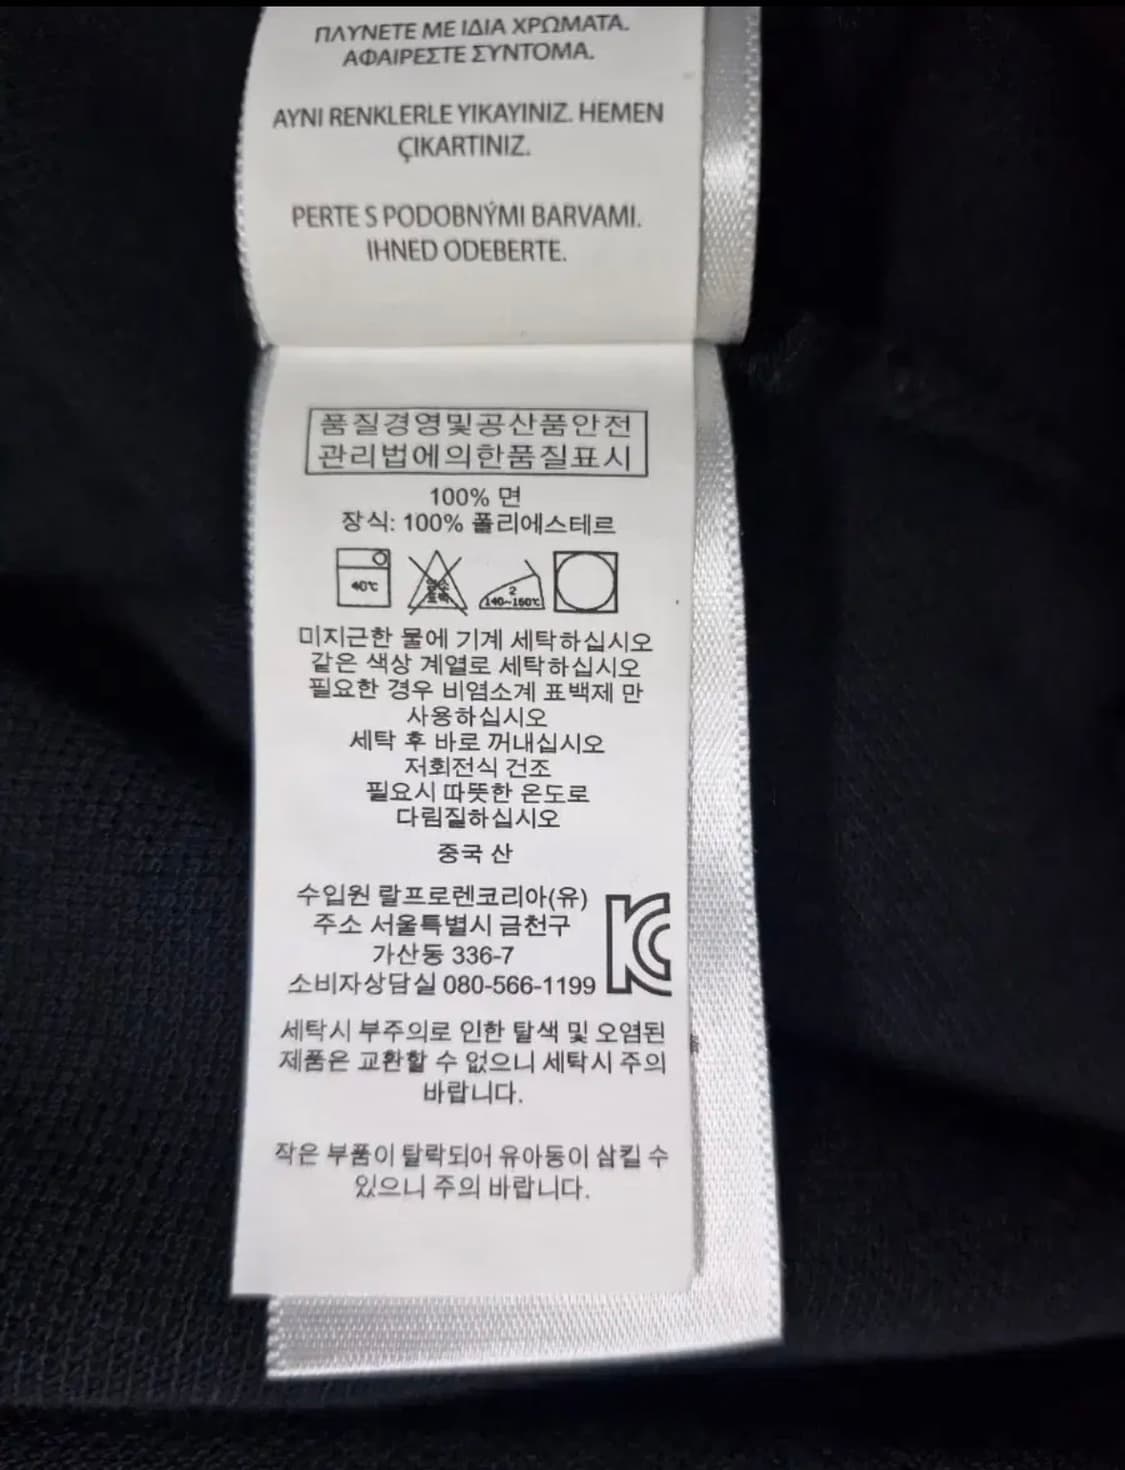 ΠΛΥΝΕΤΕ ΜΕ ΙΔΙΑ ΧΡΩΜΑΤΑ.
ΑΦΑΙΡΕΣΤΕ ΣΥΝΤΟΜΑ.
AYNI RENKLERLE YIKAYINIZ. HEMEN
ÇIKARTINIZ.
PERTE S PODOBNÝMI BARVAMI.
IHNED ODEBERTE.
품질경영및공산품안전
관리법에의한품질표시
100% 면
장식: 100% 폴리에스테르
40℃
염소
표백
2
140~160℃
미지근한 물에 기계 세탁하십시오
같은 색상 계열로 세탁하십시오
필요한 경우 비염소계 표백제 만
사용하십시오
세탁 후 바로 꺼내십시오
저회전식 건조
필요시 따뜻한 온도로
다림질하십시오
중국 산
수입원 랄프로렌코리아(유)
주소 서울특별시 금천구
가산동 336-7
소비자상담실 080-566-1199
KC
세탁시 부주의로 인한 탈색 및 오염된
제품은 교환할 수 없으니 세탁시 주의
바랍니다.
작은 부품이 탈락되어 유아동이 삼킬 수
있으니 주의 바랍니다.